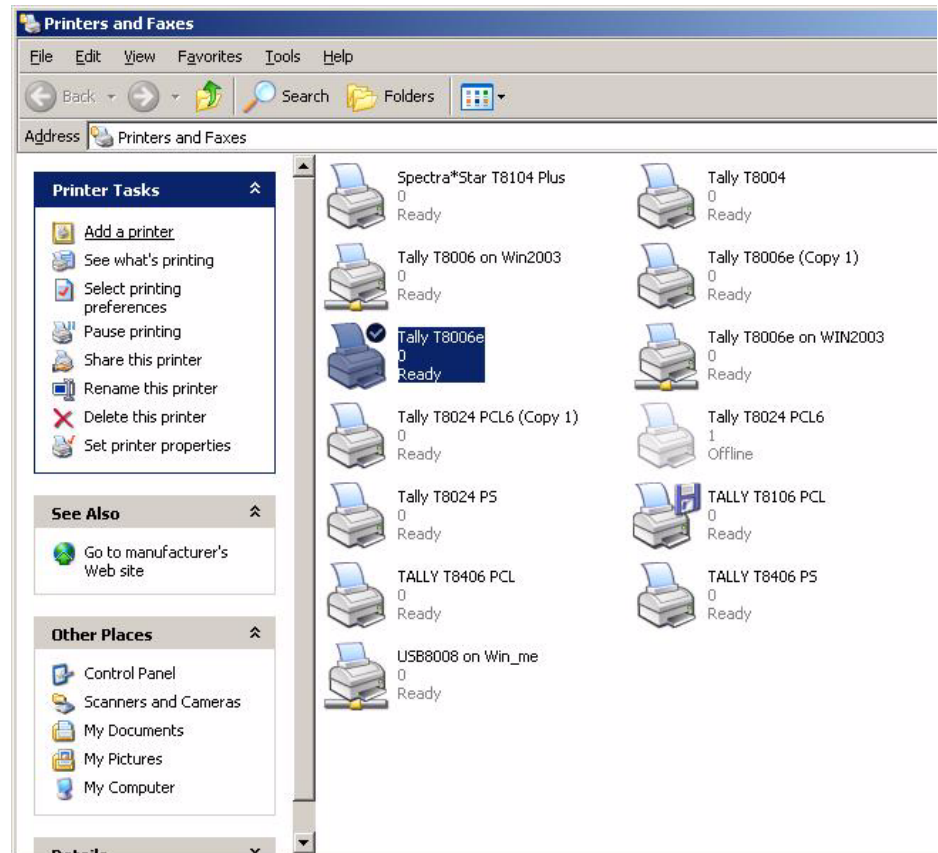 Printers and Faxes
File Edit View Favorites Tools Help
Back Search Folders
Address Printers and Faxes
Printer Tasks
Add a printer
See what's printing
Select printing
preferences
Pause printing
Share this printer
Rename this printer
Delete this printer
Set printer properties
See Also
Go to manufacturer's
Web site
Other Places
Control Panel
Scanners and Cameras
My Documents
My Pictures
My Computer
Details
Spectra*Star T8104 Plus
0
Ready
Tally T8004
0
Ready
Tally T8006 on Win2003
0
Ready
Tally T8006e (Copy 1)
0
Ready
Tally T8006e
0
Ready
Tally T8006e on WIN2003
0
Ready
Tally T8024 PCL6 (Copy 1)
0
Ready
Tally T8024 PCL6
1
Offline
Tally T8024 PS
0
Ready
TALLY T8106 PCL
0
Ready
TALLY T8406 PCL
0
Ready
TALLY T8406 PS
0
Ready
USB8008 on Win_me
0
Ready